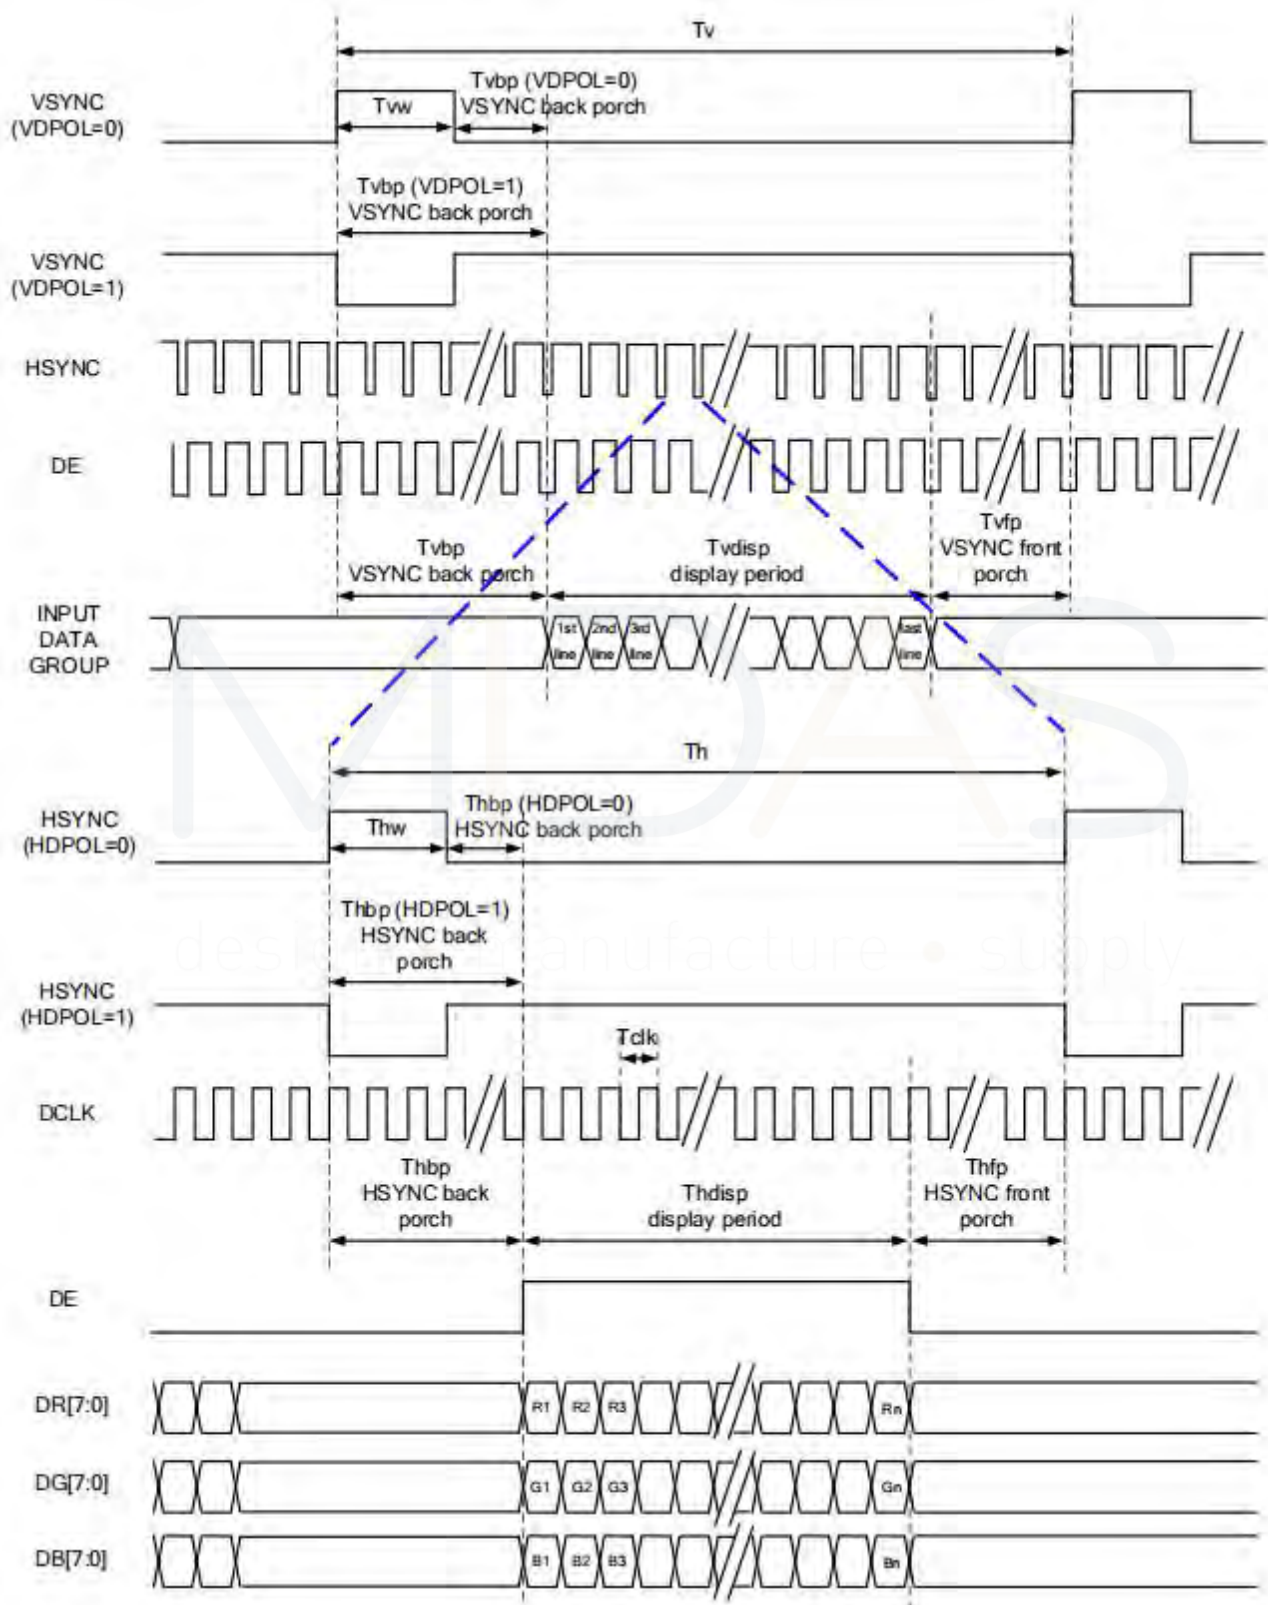 Tv
VSYNC
(VDPOL=0)
Tvw
Tvbp (VDPOL=0)
VSYNC back porch
Tvbp (VDPOL=1)
VSYNC back porch
VSYNC
(VDPOL=1)
HSYNC
DE
Tvbp
VSYNC back porch
Tvdisp
display period
Tvfp
VSYNC front
porch
INPUT
DATA
GROUP
1st
line
2nd
line
3rd
line
last
line
MIDAS
Th
HSYNC
(HDPOL=0)
Thw
Thbp (HDPOL=0)
HSYNC back porch
Thbp (HDPOL=1)
HSYNC back
porch
design • manufacture • supply
HSYNC
(HDPOL=1)
Tclk
DCLK
Thbp
HSYNC back
porch
Thdisp
display period
Thfp
HSYNC front
porch
DE
DR[7:0]
R1
R2
R3
Rn
DG[7:0]
G1
G2
G3
Gn
DB[7:0]
B1
B2
B3
Bn